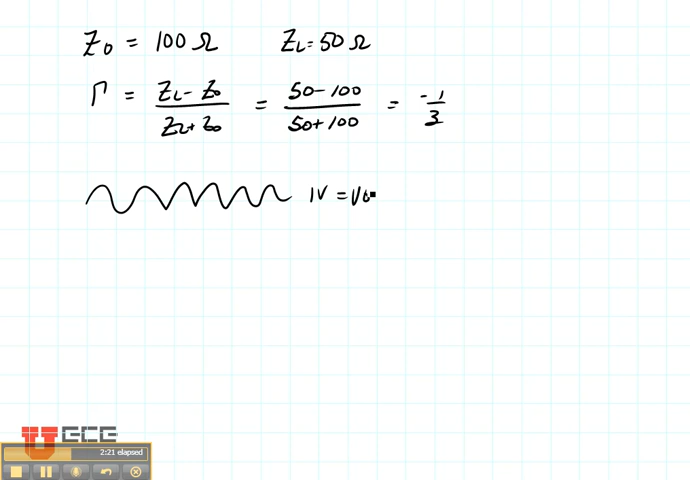 Z0 = 100 Ω ZL = 50 Ω
Γ = ZL - Z0 / ZL + Z0 = 50 - 100 / 50 + 100 = -1/3
1V = V0
UECE
2:21 elapsed